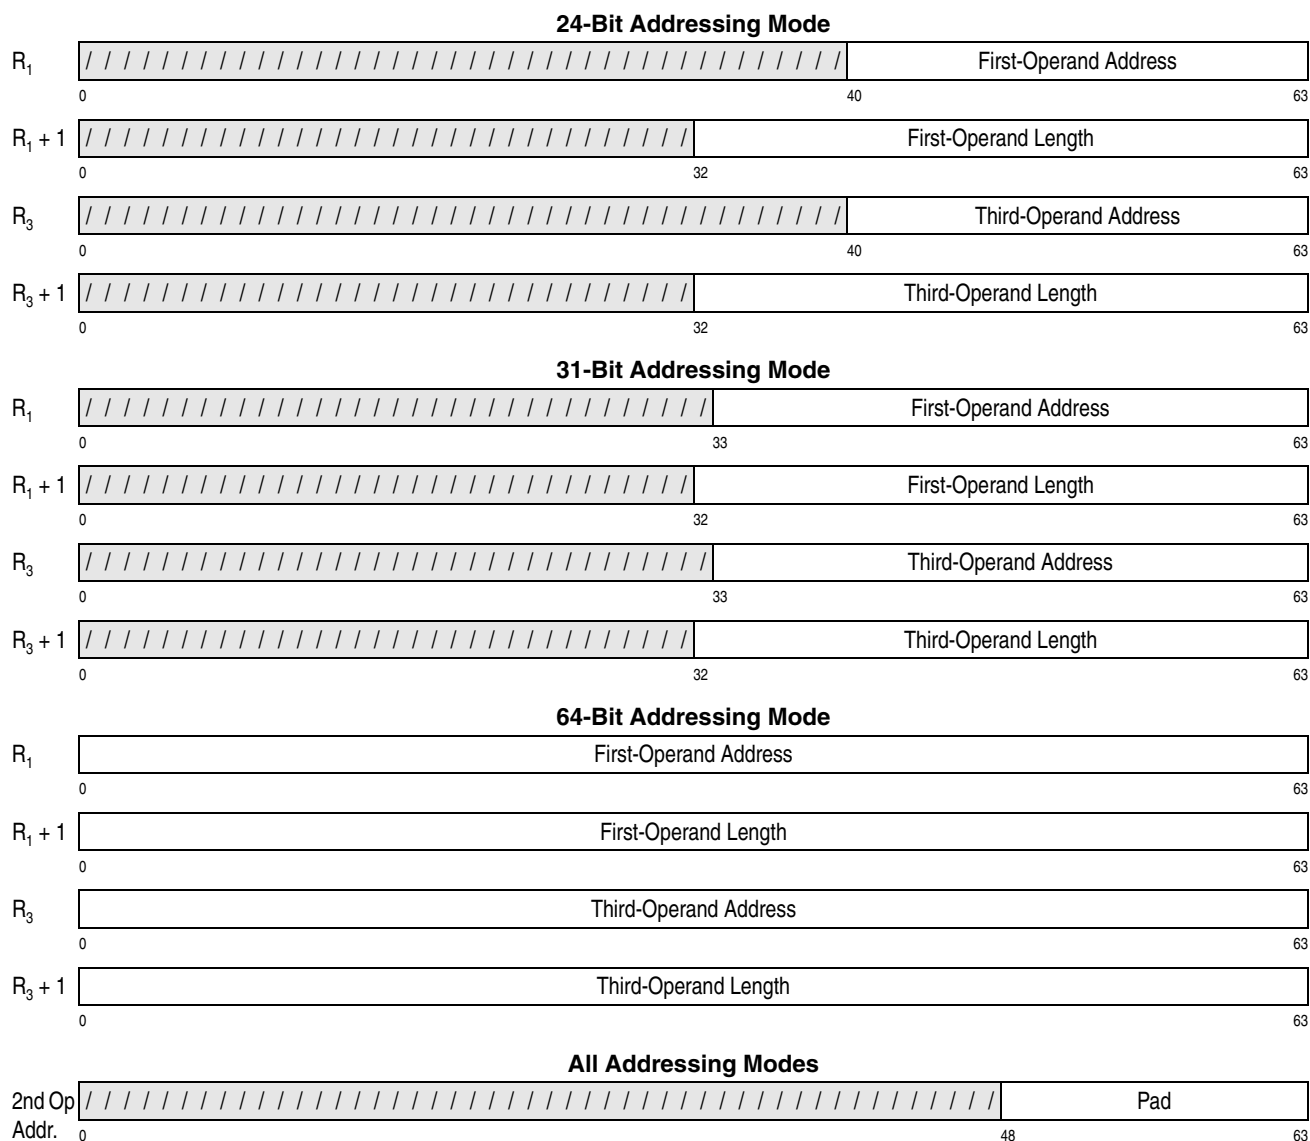 24-Bit Addressing Mode
R₁ / / / / / / / / / / / / / / / / / / / / / / / / / / / / / / / / / / / / / / / / First-Operand Address
0 40 63
R₁ + 1 / / / / / / / / / / / / / / / / / / / / / / / / / / / / / / / / First-Operand Length
0 32 63
R₃ / / / / / / / / / / / / / / / / / / / / / / / / / / / / / / / / / / / / / / / / Third-Operand Address
0 40 63
R₃ + 1 / / / / / / / / / / / / / / / / / / / / / / / / / / / / / / / / Third-Operand Length
0 32 63
31-Bit Addressing Mode
R₁ / / / / / / / / / / / / / / / / / / / / / / / / / / / / / / / / / First-Operand Address
0 33 63
R₁ + 1 / / / / / / / / / / / / / / / / / / / / / / / / / / / / / / / / First-Operand Length
0 32 63
R₃ / / / / / / / / / / / / / / / / / / / / / / / / / / / / / / / / / Third-Operand Address
0 33 63
R₃ + 1 / / / / / / / / / / / / / / / / / / / / / / / / / / / / / / / / Third-Operand Length
0 32 63
64-Bit Addressing Mode
R₁ First-Operand Address
0 63
R₁ + 1 First-Operand Length
0 63
R₃ Third-Operand Address
0 63
R₃ + 1 Third-Operand Length
0 63
All Addressing Modes
2nd Op / / / / / / / / / / / / / / / / / / / / / / / / / / / / / / / / / / / / / / / / / / / / / / / / Pad
Addr. 0 48 63